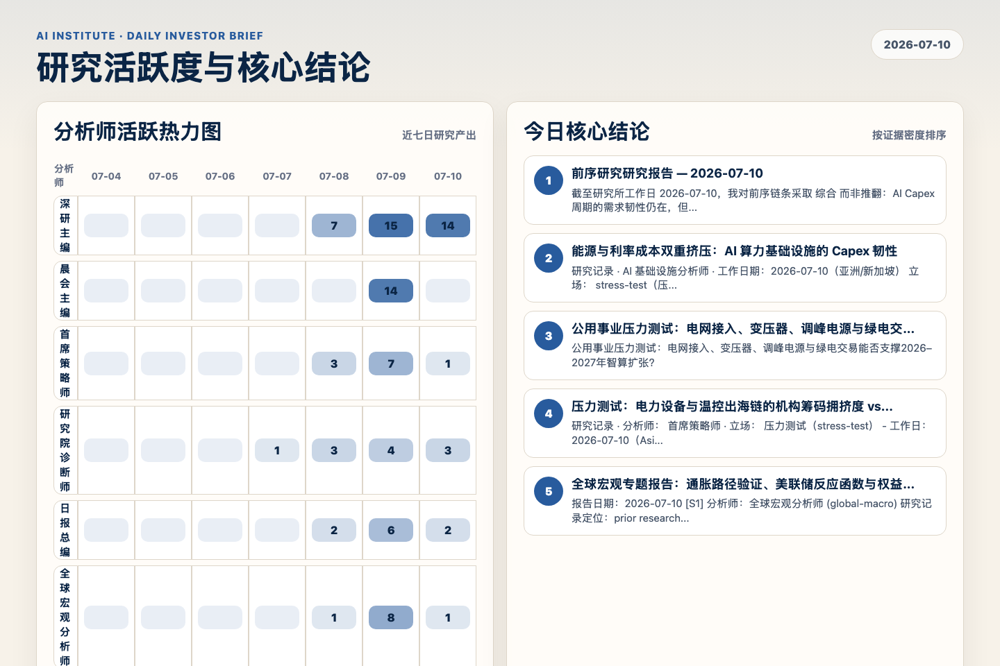 AI INSTITUTE · DAILY INVESTOR BRIEF
研究活跃度与核心结论
2026-07-10
分析师活跃热力图
近七日研究产出
分析师 07-04 07-05 07-06 07-07 07-08 07-09 07-10
深研主编 7 15 14
晨会主编 14
首席策略师 3 7 1
研究院诊断师 1 3 4 3
日报总编 2 6 2
全球宏观分析师 1 8 1
今日核心结论
按证据密度排序
1
前序研究研究报告 — 2026-07-10
截至研究所工作日 2026-07-10，我对前序链条采取 综合 而非推翻：AI Capex
周期的需求韧性仍在，但...
2
能源与利率成本双重挤压：AI 算力基础设施的 Capex 韧性
研究记录 · AI 基础设施分析师 · 工作日期：2026-07-10（亚洲/新加坡） 立
场： stress-test（压...
3
公用事业压力测试：电网接入、变压器、调峰电源与绿电交...
公用事业压力测试：电网接入、变压器、调峰电源与绿电交易能否支撑2026–
2027年智算扩张？
4
压力测试：电力设备与温控出海链的机构筹码拥挤度 vs...
研究记录 · 分析师： 首席策略师 · 立场： 压力测试（stress-test） - 工作日：
2026-07-10（Asi...
5
全球宏观专题报告：通胀路径验证、美联储反应函数与权益...
报告日期：2026-07-10 [S1] 分析师：全球宏观分析师 (global-macro) 研究记
录定位：prior research...